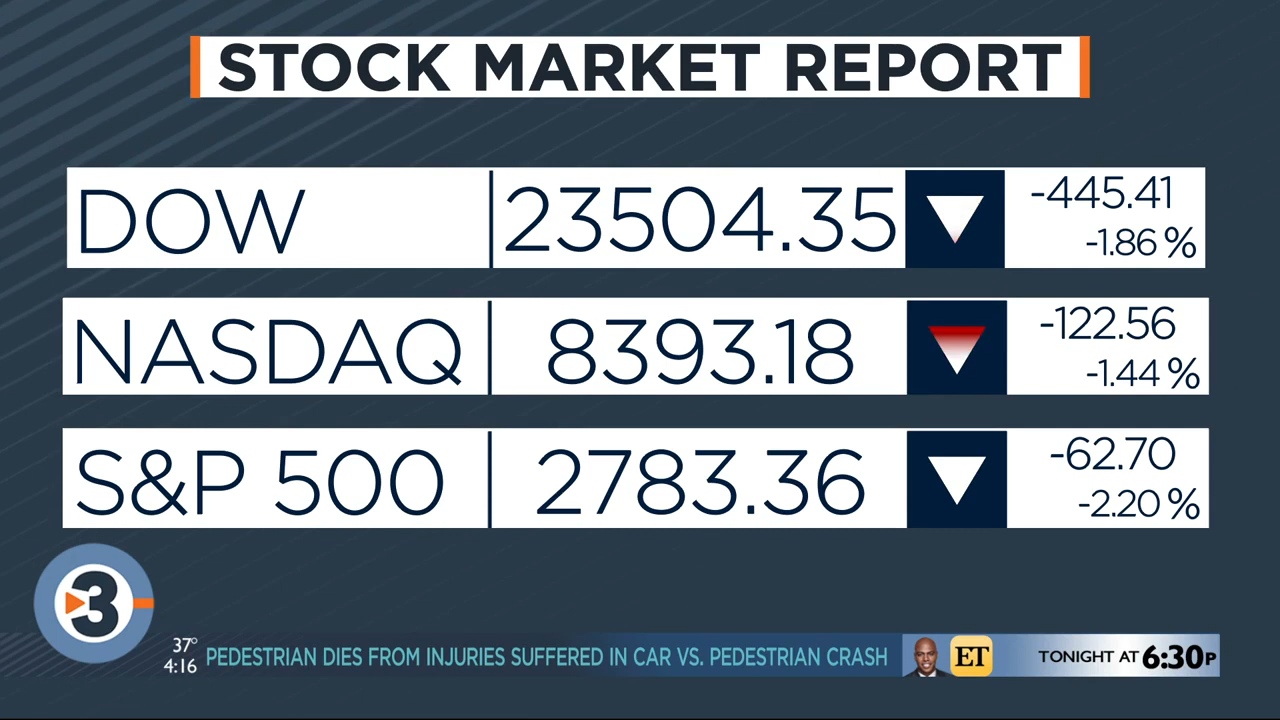 STOCK MARKET REPORT
DOW 23504.35 -445.41
-1.86 %
NASDAQ 8393.18 -122.56
-1.44 %
S&P 500 2783.36 -62.70
-2.20 %
3
37°
4:16
PEDESTRIAN DIES FROM INJURIES SUFFERED IN CAR VS. PEDESTRIAN CRASH
ET
TONIGHT AT 6:30P